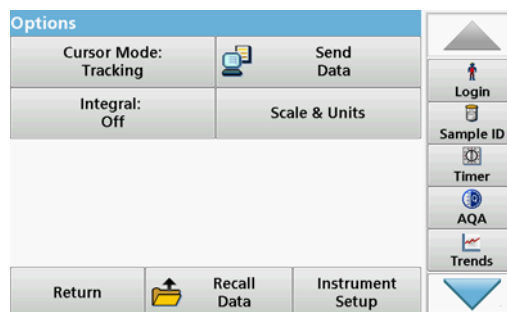 Options
Cursor Mode:
Tracking
Send
Data
Integral:
Off
Scale & Units
Return
Recall
Data
Instrument
Setup
Login
Sample ID
Timer
AQA
Trends